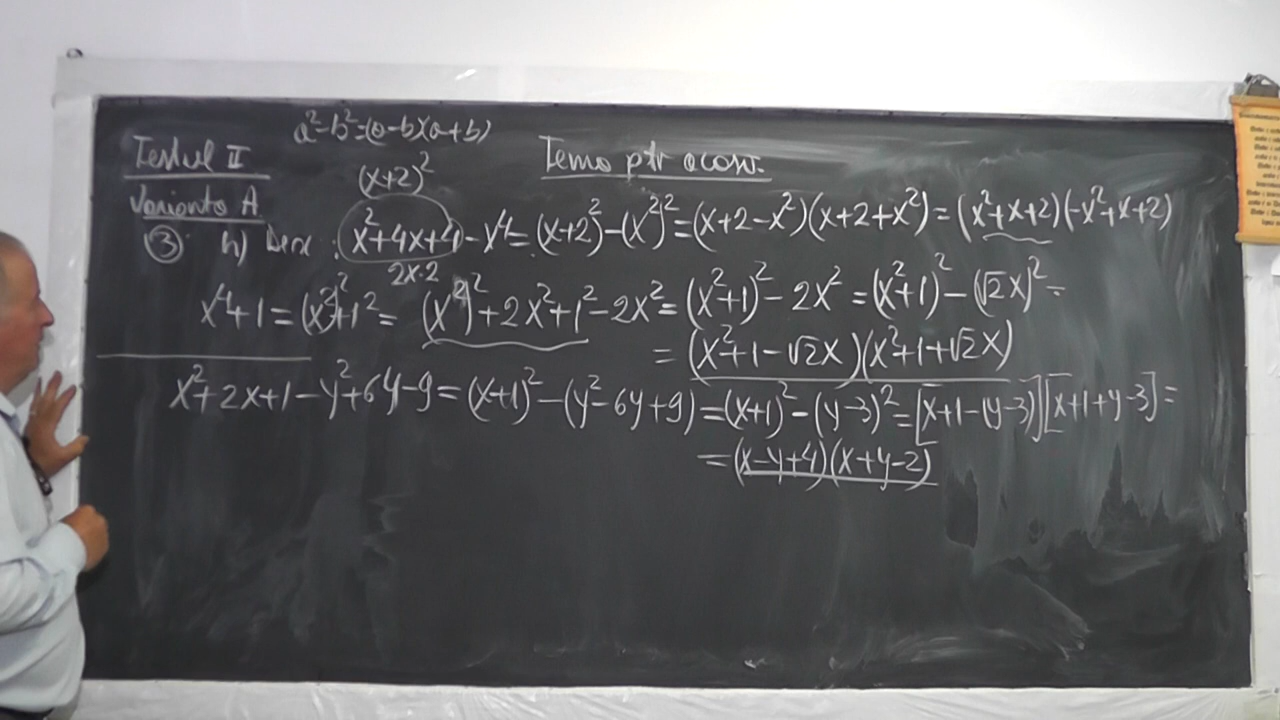 a²-b²=(a-b)(a+b)
Testul II
Tema ptr acasă.
(x+2)²
Varianta A
③ h) Desc : x²+4x+4-x⁴=(x+2)²-(x²)²=(x+2-x²)(x+2+x²)=(x²+x+2)(-x²+x+2)
2x·2
x⁴+1=(x²)²+1²=(x²)²+2x²+1²-2x²=(x²+1)²-2x²=(x²+1)²-(√2x)²=
=(x²+1-√2x)(x²+1+√2x)
x²+2x+1-y²+6y-9=(x+1)²-(y²-6y+9)=(x+1)²-(y-3)²=[x+1-(y-3)][x+1+y-3]=
=(x-y+4)(x+y-2)